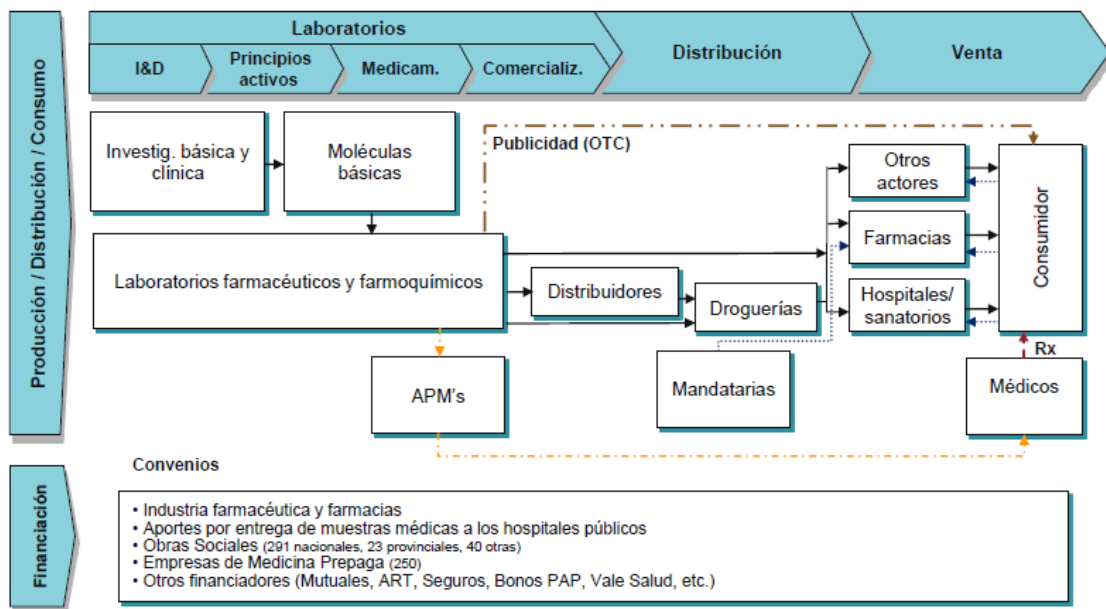 Producción / Distribución / Consumo
Laboratorios
Distribución
Venta
I&D
Principios
activos
Medicam.
Comercializ.
Investig. básica y
clínica
Moléculas
básicas
Publicidad (OTC)
Otros
actores
Consumidor
Farmacias
Laboratorios farmacéuticos y farmoquímicos
Distribuidores
Droguerías
Hospitales/
sanatorios
Rx
APM's
Mandatarias
Médicos
Financiación
Convenios
• Industria farmacéutica y farmacias
• Aportes por entrega de muestras médicas a los hospitales públicos
• Obras Sociales (291 nacionales, 23 provinciales, 40 otras)
• Empresas de Medicina Prepaga (250)
• Otros financiadores (Mutuales, ART, Seguros, Bonos PAP, Vale Salud, etc.)